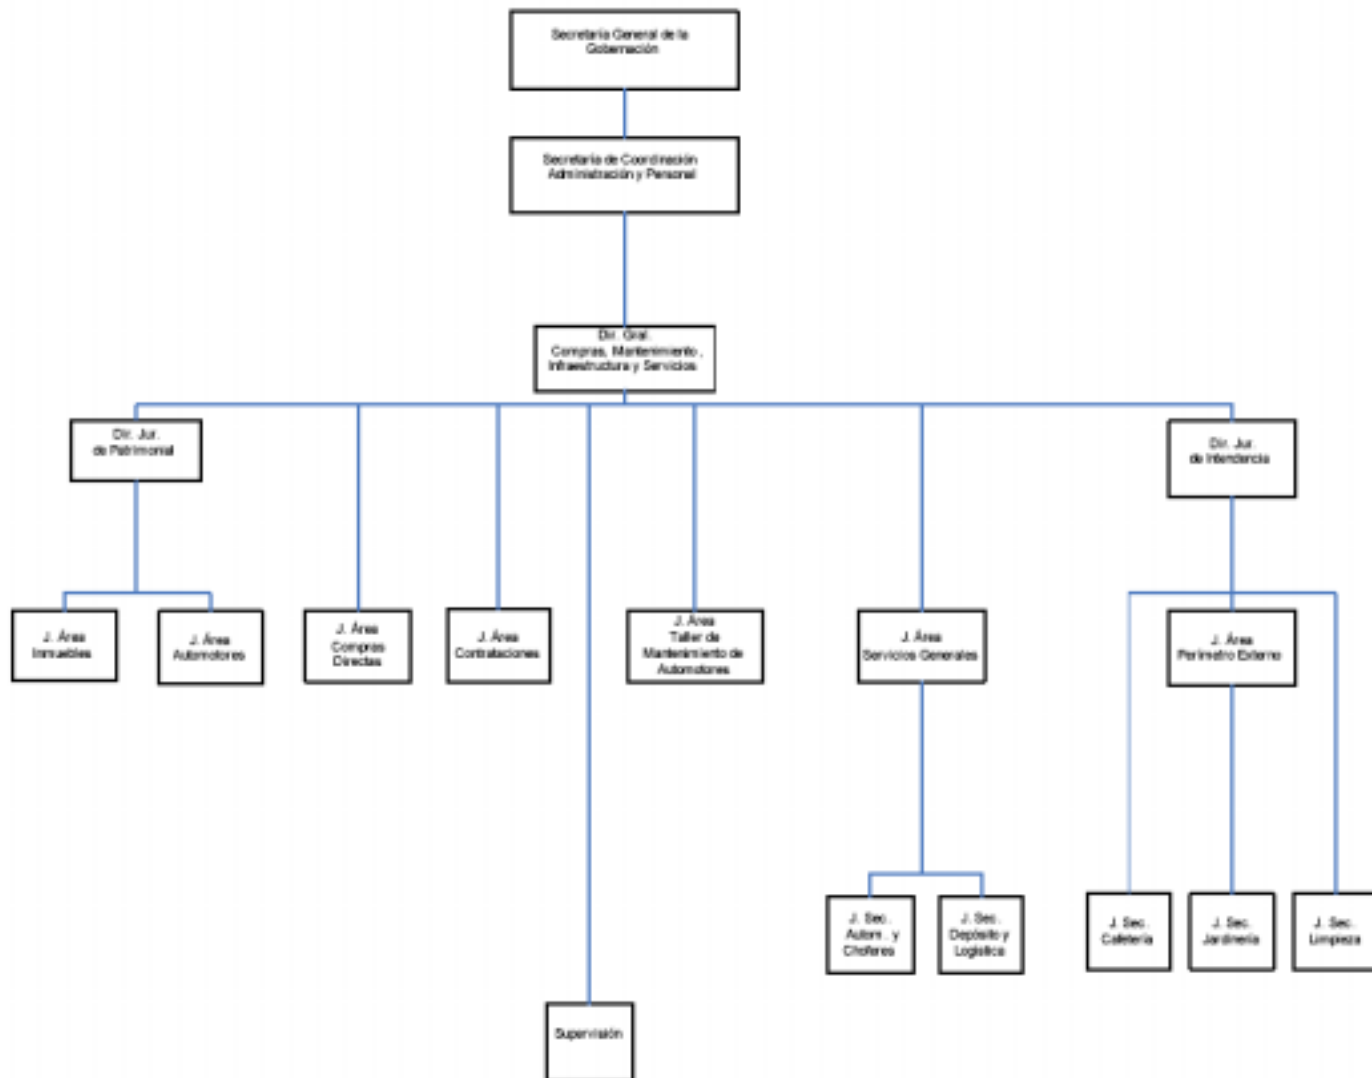 Secretaría General de la
Gobernación
Secretaría de Coordinación
Administración y Personal
Dir. Gral.
Compras, Mantenimiento,
Infraestructura y Servicios
Dir. Jur.
de Patrimonial
Dir. Jur.
de Intendencia
J. Área
Inmuebles
J. Área
Automotores
J. Área
Compras
Directas
J. Área
Contrataciones
J. Área
Taller de
Mantenimiento de
Automotores
J. Área
Servicios Generales
J. Área
Perímetro Externo
J. Sec.
Autom. y
Choferes
J. Sec.
Depósito y
Logística
J. Sec.
Cafetería
J. Sec.
Jardinería
J. Sec.
Limpieza
Supervisión